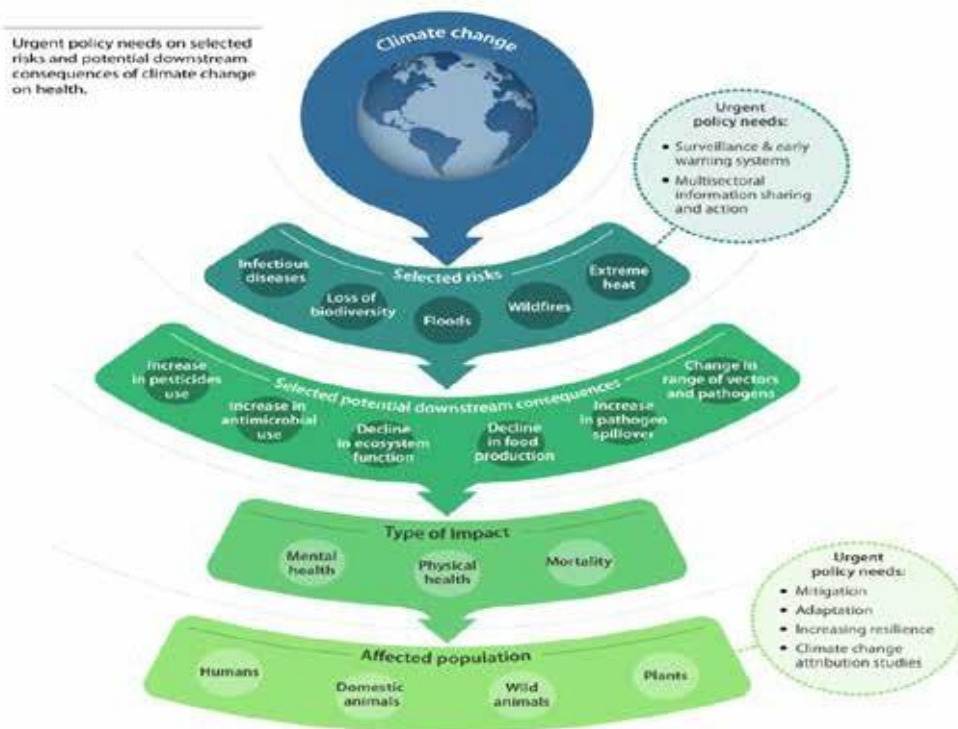 Urgent policy needs on selected
risks and potential downstream
consequences of climate change
on health.
Climate change
Urgent
policy needs:
• Surveillance & early
warning systems
• Multisectoral
information sharing
and action
Selected risks
Infectious
diseases
Loss of
biodiversity
Floods
Wildfires
Extreme
heat
Selected potential downstream consequences
Increase
in pesticides
use
Increase in
antimicrobial
use
Decline
in ecosystem
function
Decline
in food
production
Increase
in pathogen
spillover
Change in
range of vectors
and pathogens
Type of impact
Mental
health
Physical
health
Mortality
Urgent
policy needs:
• Mitigation
• Adaptation
• Increasing resilience
• Climate change
attribution studies
Affected population
Humans
Domestic
animals
Wild
animals
Plants